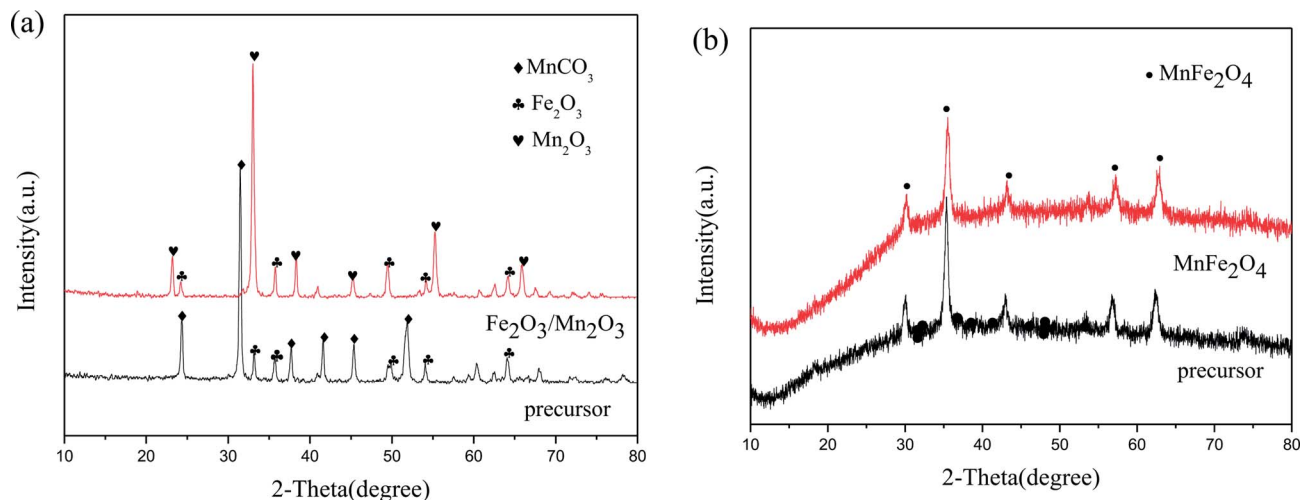 (a)
Intensity(a.u.)
♦MnCO₃
♣Fe₂O₃
♥Mn₂O₃
Fe₂O₃/Mn₂O₃
precursor
10 20 30 40 50 60 70 80
2-Theta(degree)
(b)
Intensity(a.u.)
• MnFe₂O₄
MnFe₂O₄
precursor
10 20 30 40 50 60 70 80
2-Theta(degree)